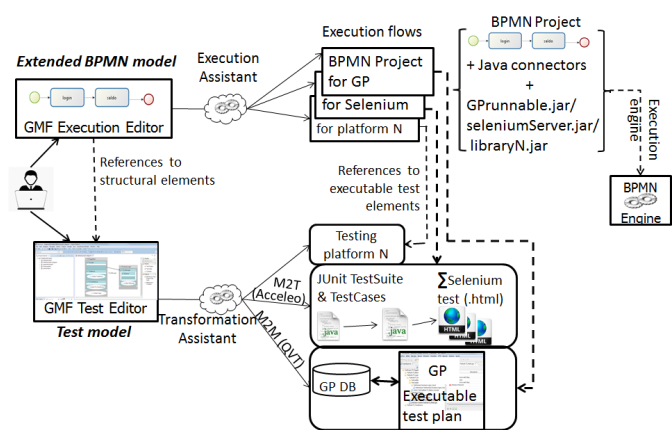 Execution flows
BPMN Project
Extended BPMN model
Execution
Assistant
BPMN Project
for GP
for Selenium
for platform N
login
+ Java connectors
+
GPrunnable.jar/
seleniumServer.jar/
libraryN.jar
Execution
engine
login
GMF Execution Editor
References to
structural elements
References to
executable test
elements
BPMN
Engine
Testing
platform N
M2T
(Acceleo)
JUnit TestSuite
& TestCases
∑Selenium
test (.html)
.java
.java
HTML
HTML
HTML
GMF Test Editor
Test model
Transformation
Assistant
M2M (QVT)
GP DB
GP
Executable
test plan